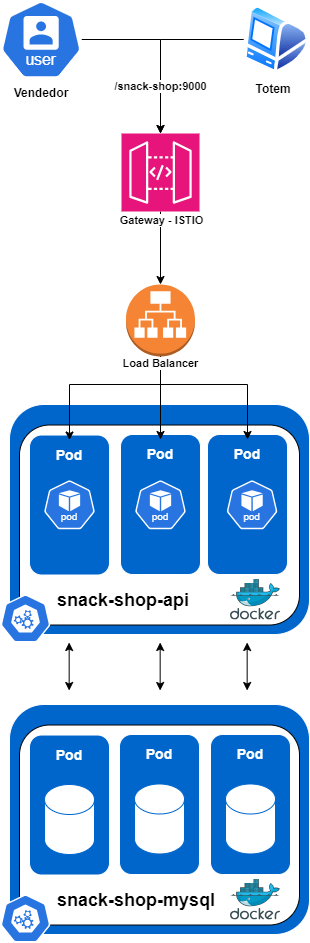 user
Vendedor
Totem
/snack-shop:9000
Gateway - ISTIO
Load Balancer
Pod
Pod
Pod
pod
pod
pod
snack-shop-api
docker
Pod
Pod
Pod
snack-shop-mysql
docker